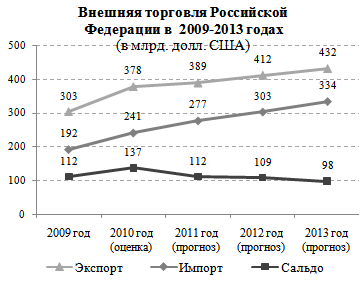 Внешняя торговля Российской
Федерации в 2009-2013 годах
(в млрд. долл. США)
500
400
300
200
100
0
303
378
389
412
432
192
241
277
303
334
112
137
112
109
98
2009 год
2010 год
2011 год
2012 год
2013 год
(оценка)
(прогноз)
(прогноз)
(прогноз)
Экспорт
Импорт
Сальдо